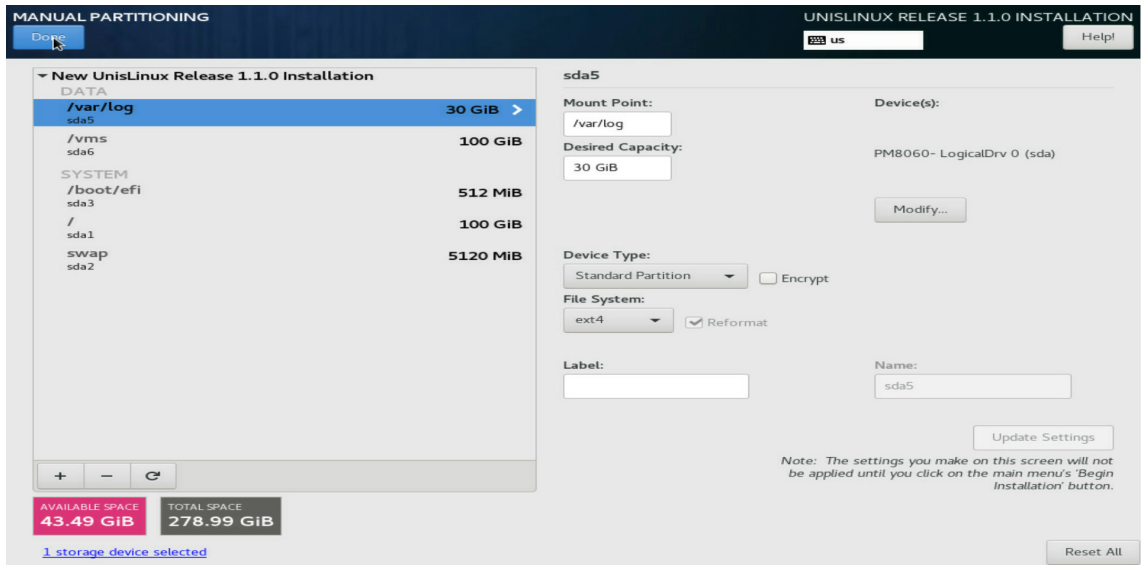 MANUAL PARTITIONING
UNISLINUX RELEASE 1.1.0 INSTALLATION
Done
us
Help!
New UnisLinux Release 1.1.0 Installation
DATA
/var/log
30 GiB
sda5
/vms
100 GiB
sda6
SYSTEM
/boot/efi
512 MiB
sda3
/
100 GiB
sda1
swap
5120 MiB
sda2
+ −
AVAILABLE SPACE
43.49 GiB
TOTAL SPACE
278.99 GiB
1 storage device selected
sda5
Mount Point:
/var/log
Desired Capacity:
30 GiB
Device(s):
PM8060- LogicalDrv 0 (sda)
Modify...
Device Type:
Standard Partition
Encrypt
File System:
ext4
Reformat
Label:
Name:
sda5
Update Settings
Note: The settings you make on this screen will not
be applied until you click on the main menu's 'Begin
Installation' button.
Reset All